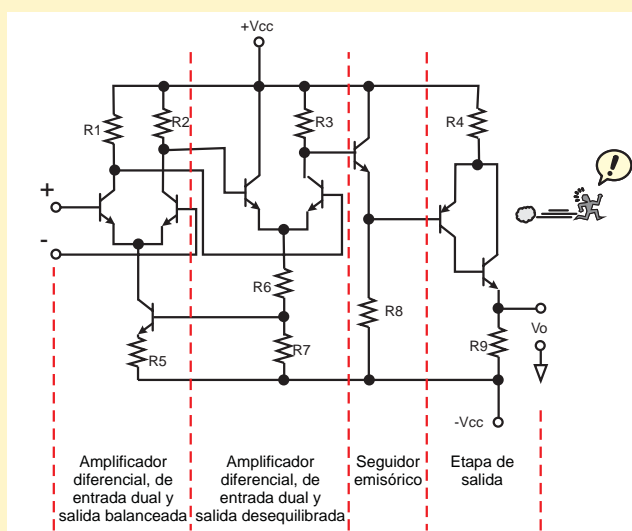 +Vcc
R1
R2
R3
R4
+
-
R6
R5
R7
R8
R9
Vo
-Vcc
!
Amplificador
diferencial, de
entrada dual y
salida balanceada
Amplificador
diferencial, de
entrada dual y
salida desequilibrada
Seguidor
emisórico
Etapa de
salida